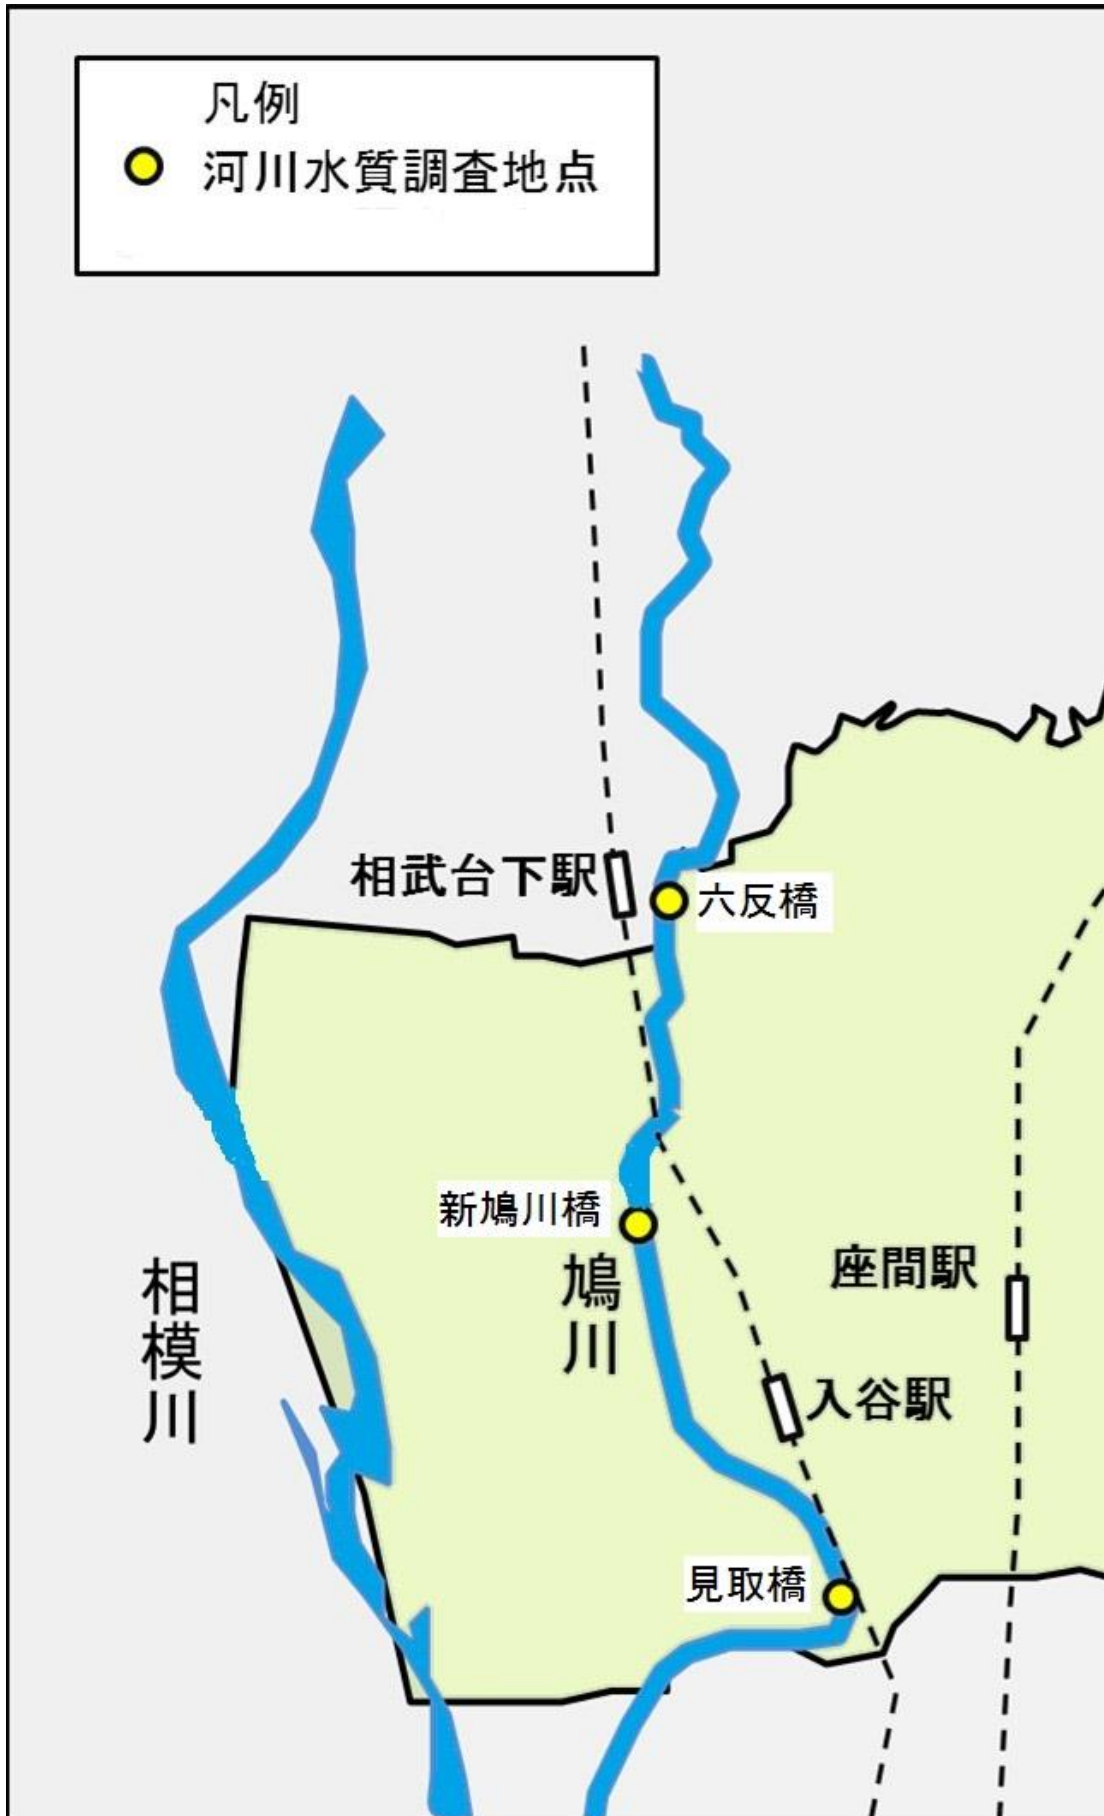 凡例
河川水質調査地点
相武台下駅
六反橋
新鳩川橋
鳩川
座間駅
相模川
入谷駅
見取橋